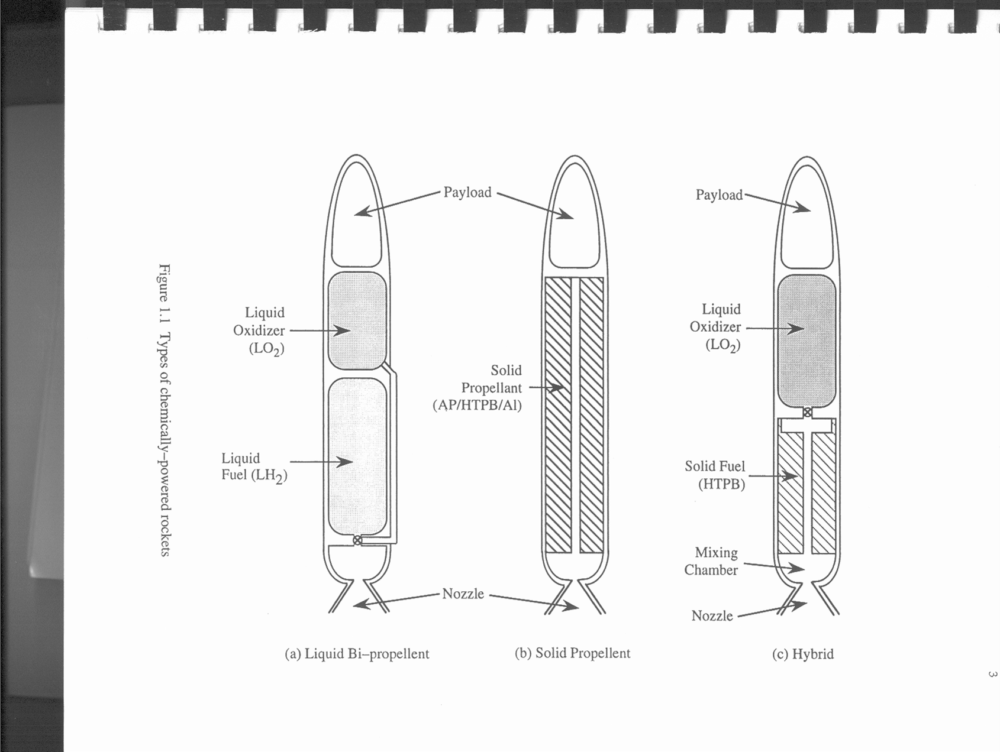 Payload
Payload
Liquid
Oxidizer
(LO2)
Liquid
Fuel (LH2)
Solid
Propellant
(AP/HTPB/Al)
Liquid
Oxidizer
(LO2)
Solid Fuel
(HTPB)
Mixing
Chamber
Nozzle
Nozzle
(a) Liquid Bi–propellent
(b) Solid Propellent
(c) Hybrid
Figure 1.1 Types of chemically–powered rockets
3